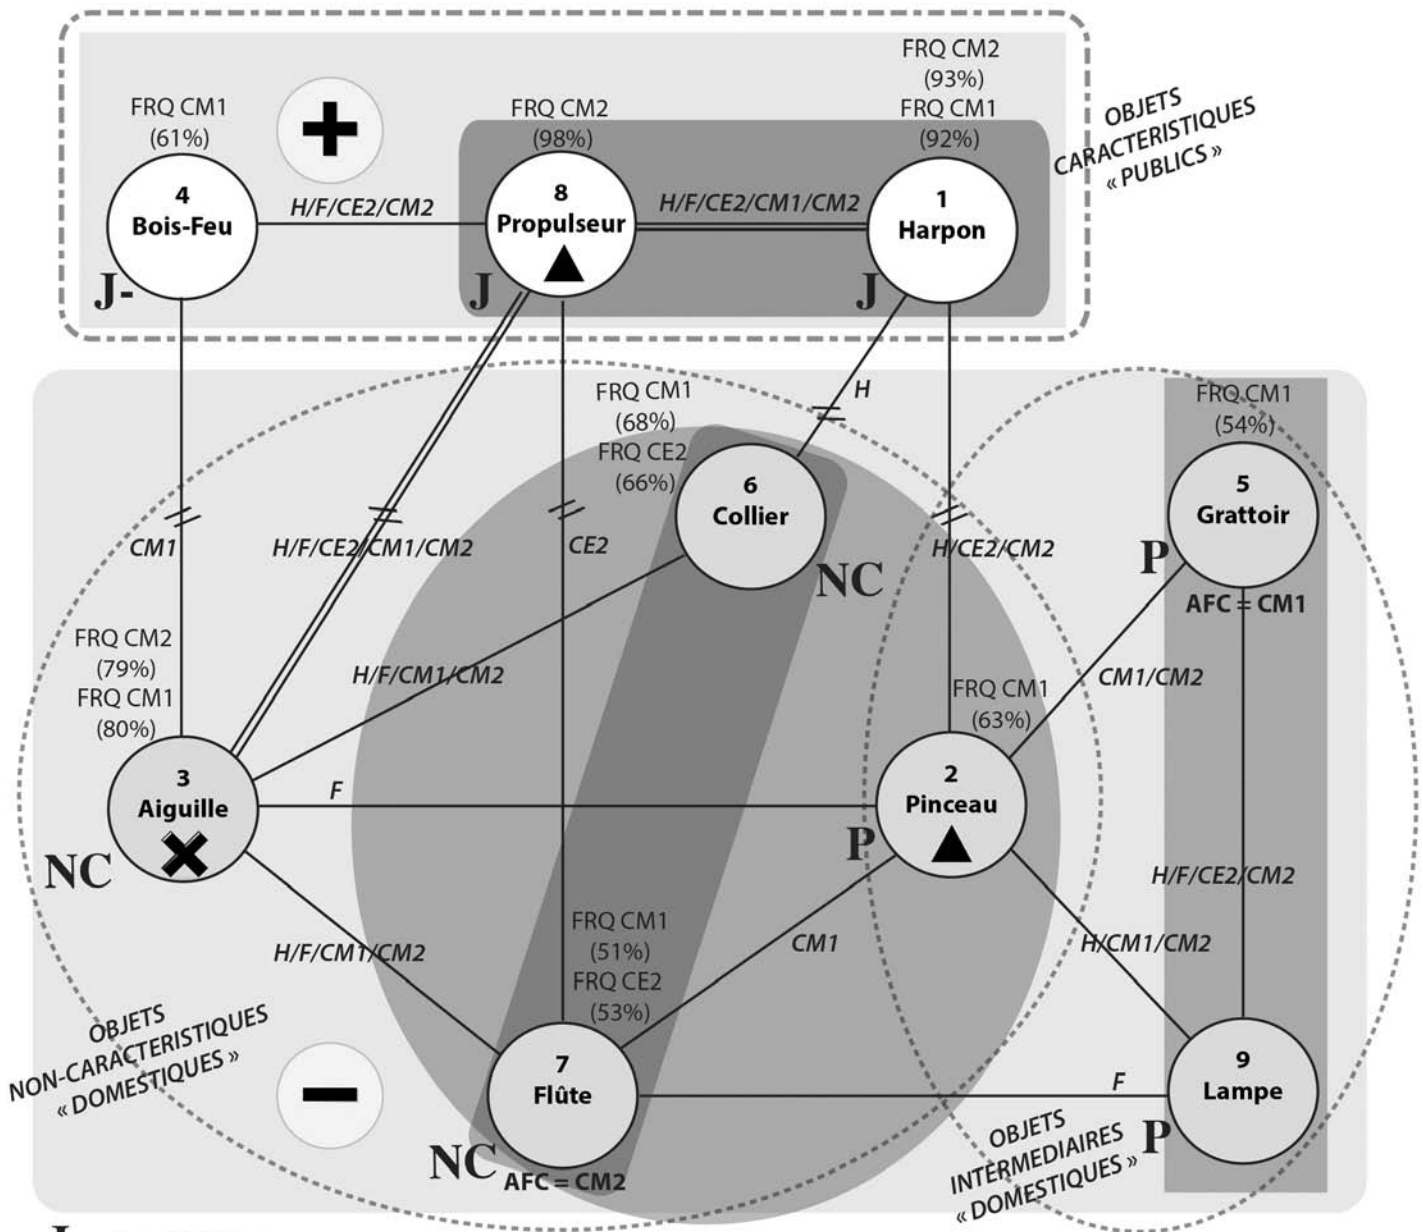 FRQ CM2
(93%)
FRQ CM1
(61%)
FRQ CM2
(98%)
FRQ CM1
(92%)
OBJETS
CARACTERISTIQUES
« PUBLICS »
4
Bois-Feu
H/F/CE2/CM2
8
Propulseur
H/F/CE2/CM1/CM2
1
Harpon
J-
J
J
H
FRQ CM1
(68%)
FRQ CE2
(66%)
FRQ CM1
(54%)
6
Collier
NC
5
Grattoir
P
AFC = CM1
CM1
H/F/CE2/CM1/CM2
CE2
H/CE2/CM2
FRQ CM2
(79%)
FRQ CM1
(80%)
H/F/CM1/CM2
FRQ CM1
(63%)
CM1/CM2
3
Aiguille
NC
F
2
Pinceau
P
H/F/CE2/CM2
H/F/CM1/CM2
FRQ CM1
(51%)
FRQ CE2
(53%)
CM1
H/CM1/CM2
OBJETS
NON-CARACTERISTIQUES
« DOMESTIQUES »
7
Flûte
NC
AFC = CM2
F
9
Lampe
P
OBJETS
INTERMEDIAIRES
« DOMESTIQUES »